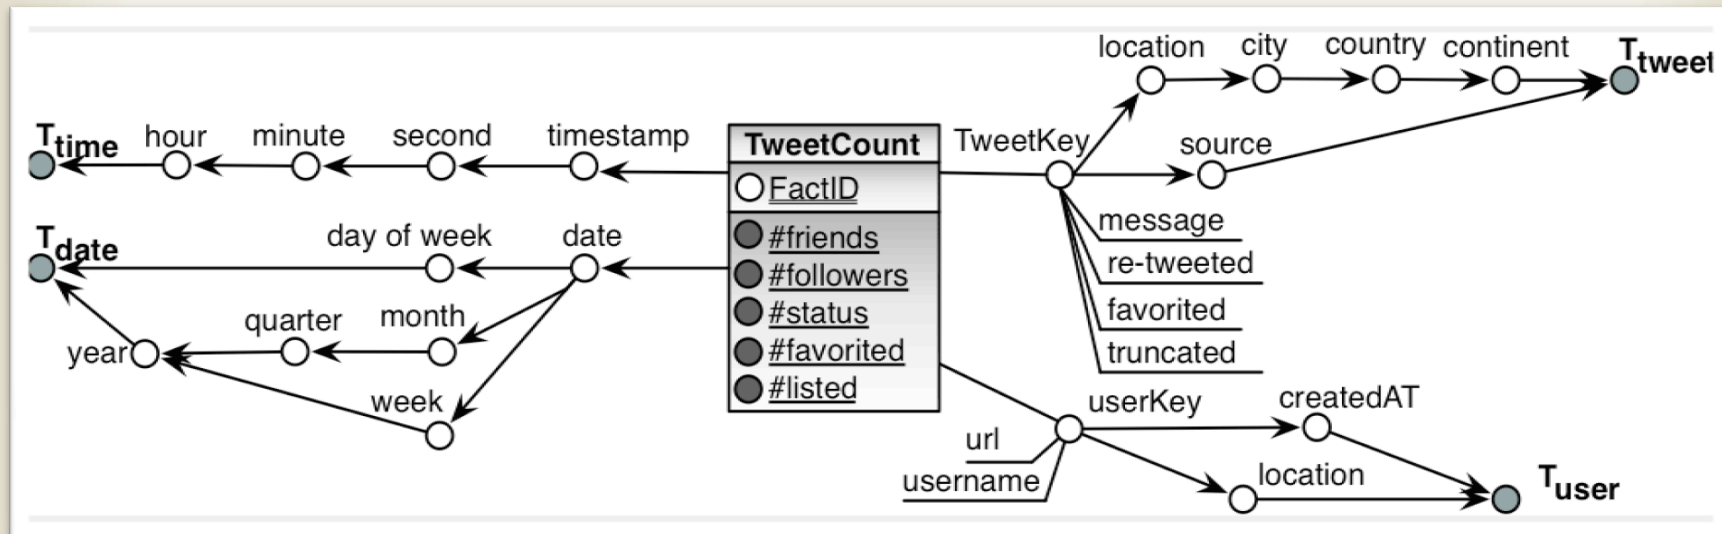 location city country continent
Ttweet
Ttime hour minute second timestamp
TweetCount
TweetKey
source
FactID
Tdate day of week date
#friends
#followers
#status
#favorited
#listed
message
re-tweeted
favorited
truncated
quarter month
year
week
userKey createdAT
url
username
location
Tuser